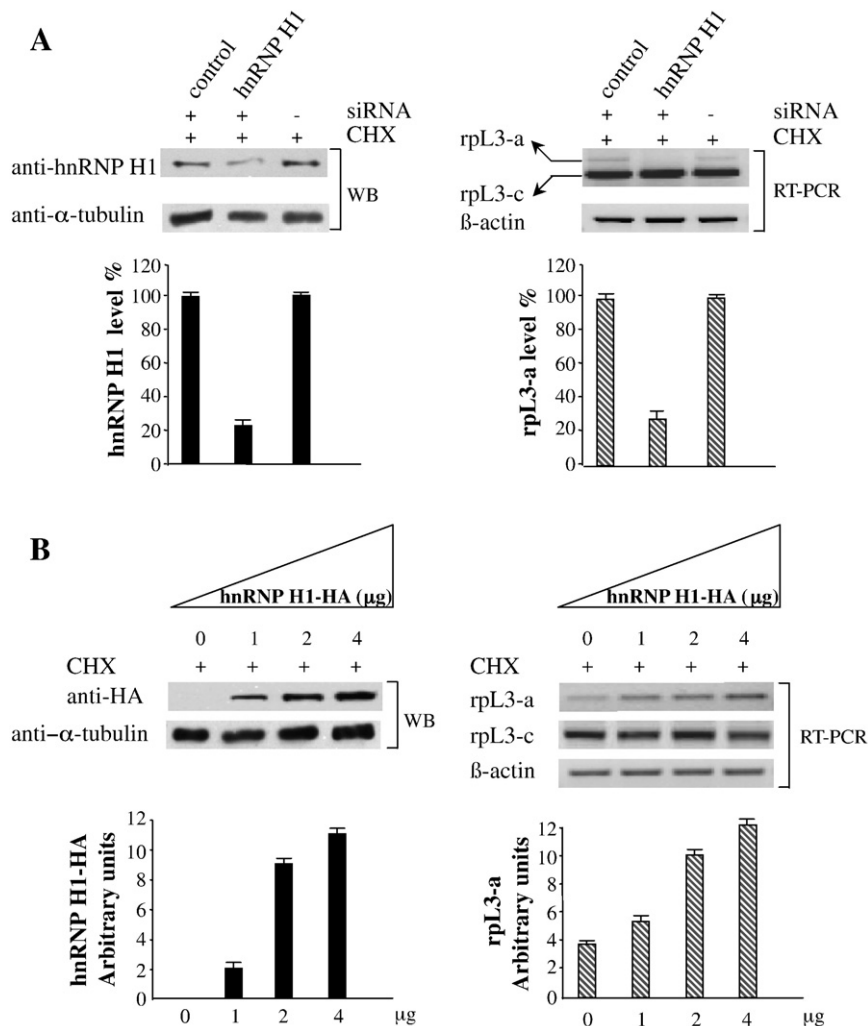 A
control
hnRNP H1
+ + - siRNA
+ + + CHX
anti-hnRNP H1
anti-α-tubulin
WB
120
100
80
60
40
20
0
hnRNP H1 level %
control
hnRNP H1
+ + - siRNA
+ + + CHX
rpL3-a
rpL3-c
ß-actin
RT-PCR
120
100
80
60
40
20
0
rpL3-a level %
B
hnRNP H1-HA (µg)
0 1 2 4
CHX + + + +
anti-HA
anti–α-tubulin
WB
12
10
8
6
4
2
0
hnRNP H1-HA
Arbitrary units
0 1 2 4 µg
hnRNP H1-HA (µg)
0 1 2 4
CHX + + + +
rpL3-a
rpL3-c
ß-actin
RT-PCR
12
10
8
6
4
2
0
rpL3-a
Arbitrary units
0 1 2 4 µg